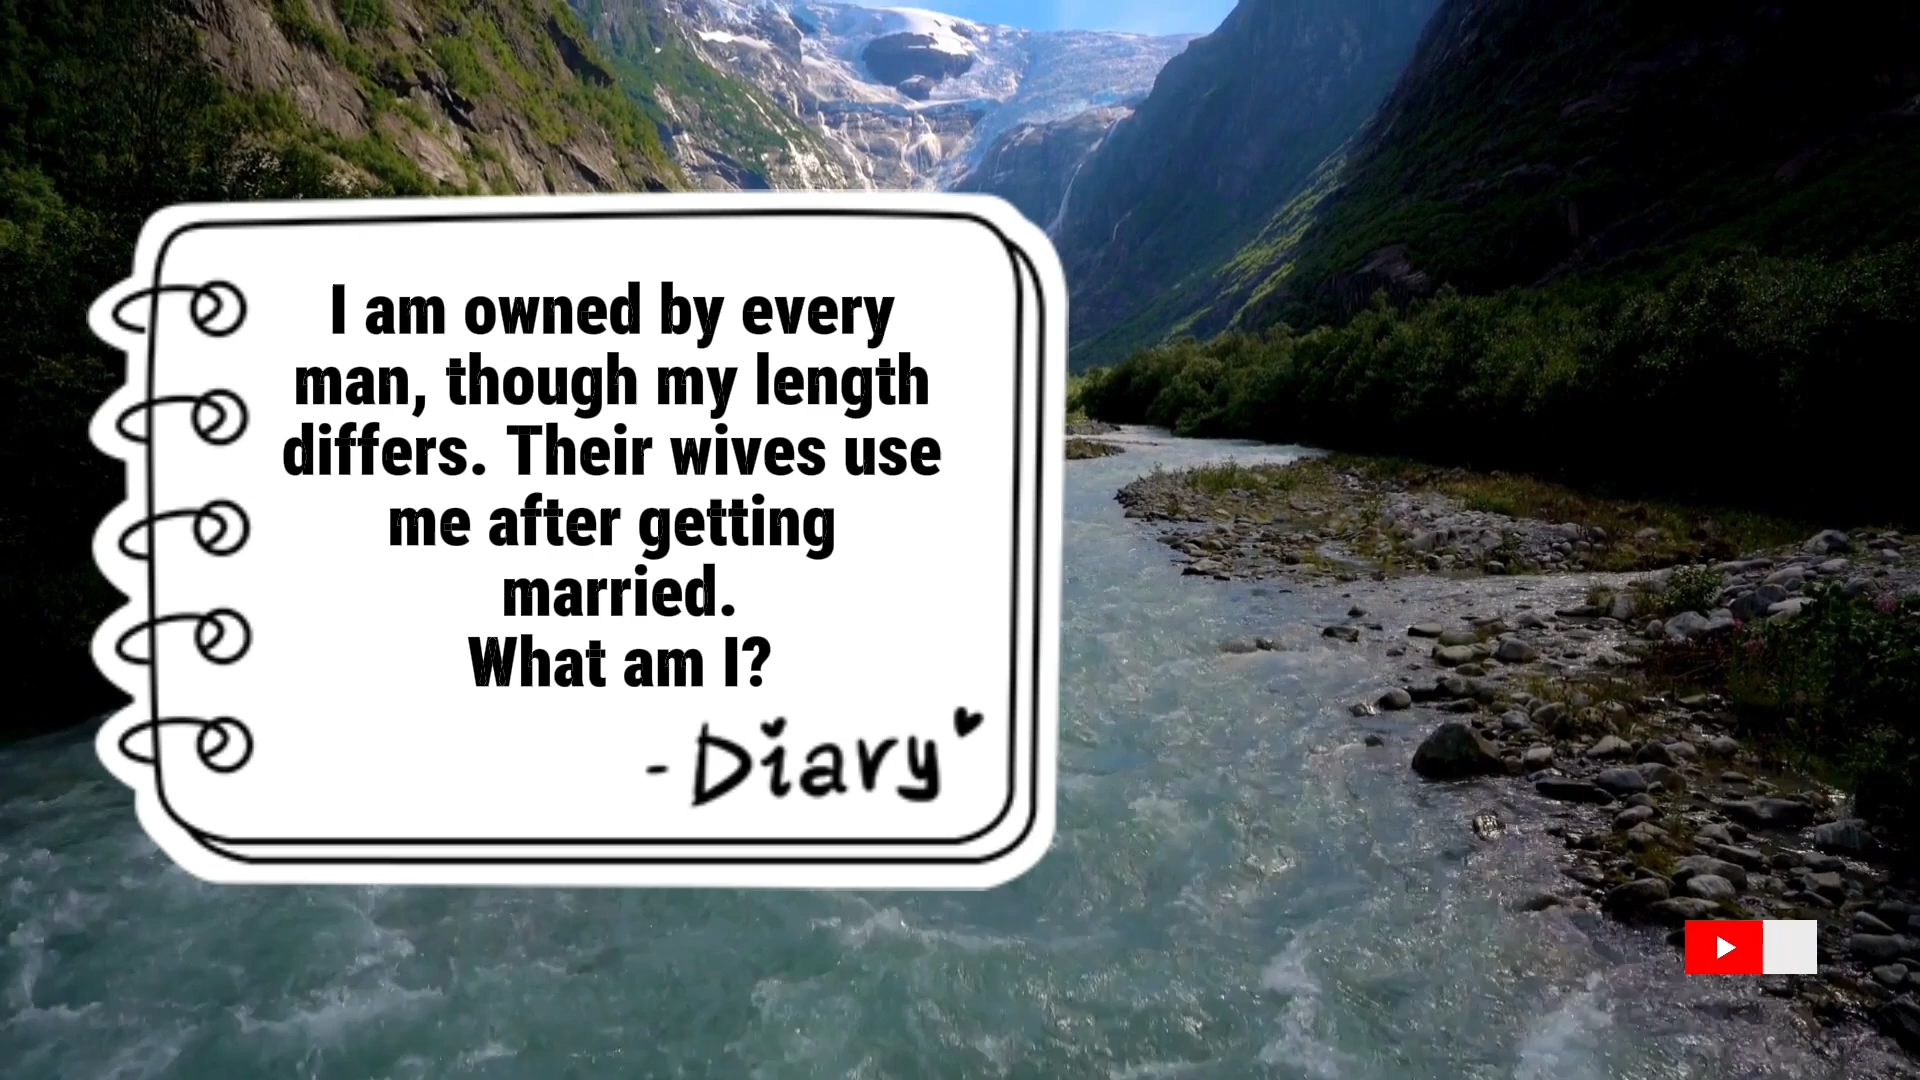 I am owned by every
man, though my length
differs. Their wives use
me after getting
married.
What am I?
- Diary